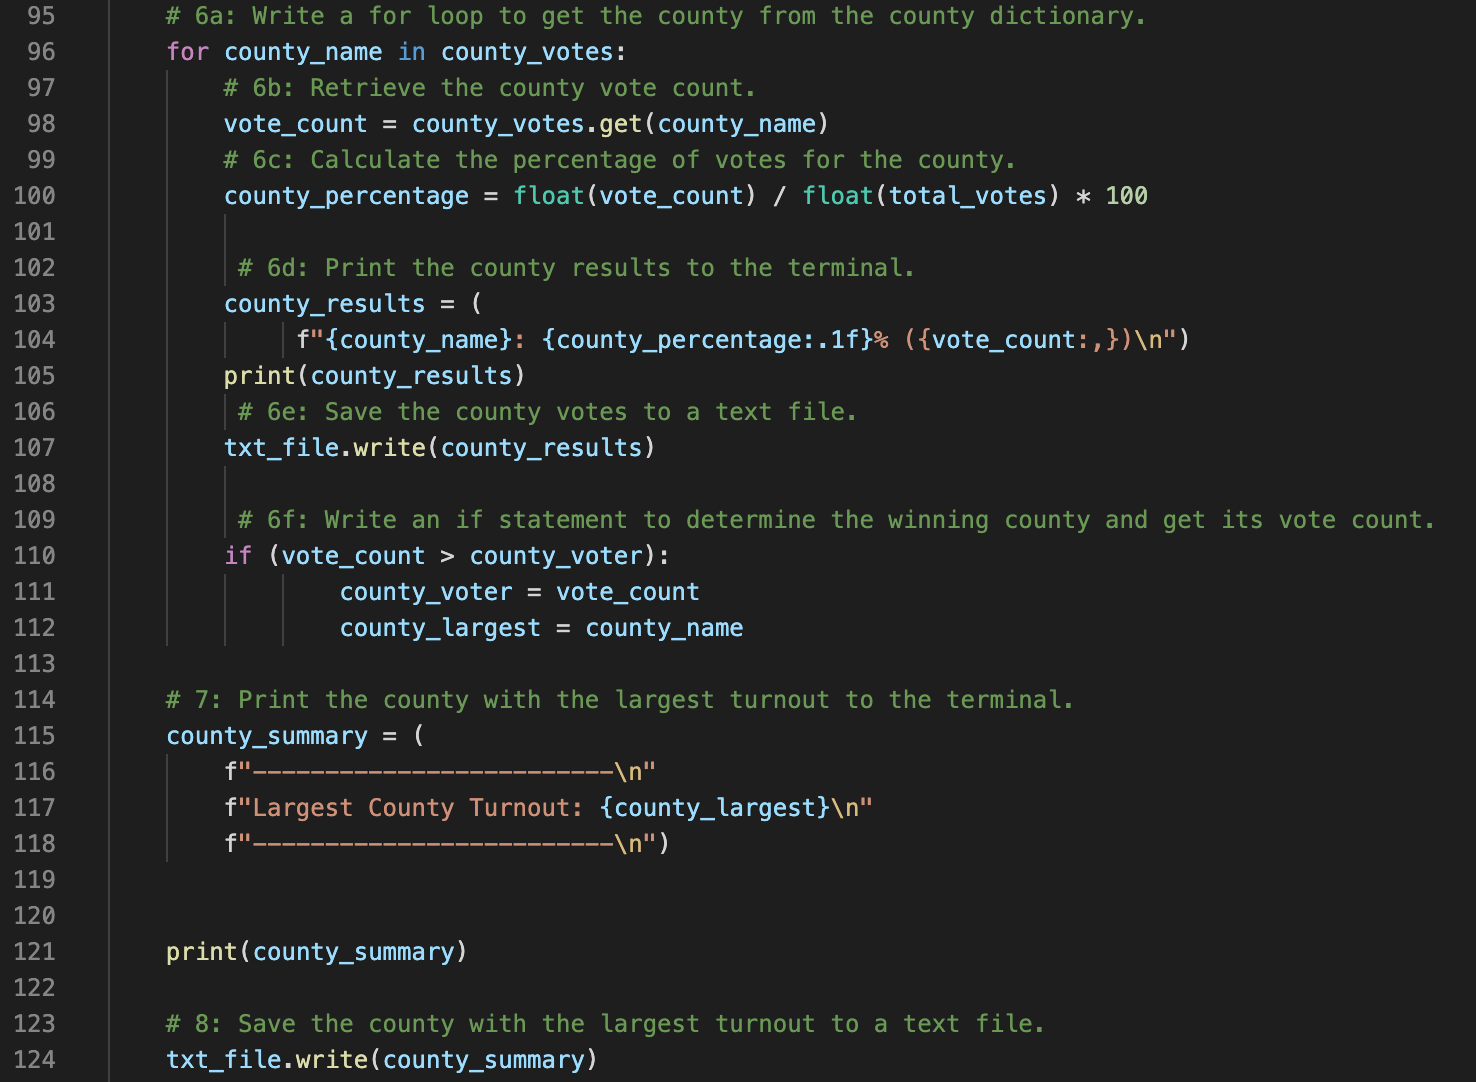 95 # 6a: Write a for loop to get the county from the county dictionary.
96 for county_name in county_votes:
97 # 6b: Retrieve the county vote count.
98 vote_count = county_votes.get(county_name)
99 # 6c: Calculate the percentage of votes for the county.
100 county_percentage = float(vote_count) / float(total_votes) * 100
101
102 # 6d: Print the county results to the terminal.
103 county_results = (
104 f"{county_name}: {county_percentage:.1f}% ({vote_count:,})\n")
105 print(county_results)
106 # 6e: Save the county votes to a text file.
107 txt_file.write(county_results)
108
109 # 6f: Write an if statement to determine the winning county and get its vote count.
110 if (vote_count > county_voter):
111 county_voter = vote_count
112 county_largest = county_name
113
114 # 7: Print the county with the largest turnout to the terminal.
115 county_summary = (
116 f"-------------------------\n"
117 f"Largest County Turnout: {county_largest}\n"
118 f"-------------------------\n")
119
120
121 print(county_summary)
122
123 # 8: Save the county with the largest turnout to a text file.
124 txt_file.write(county_summary)